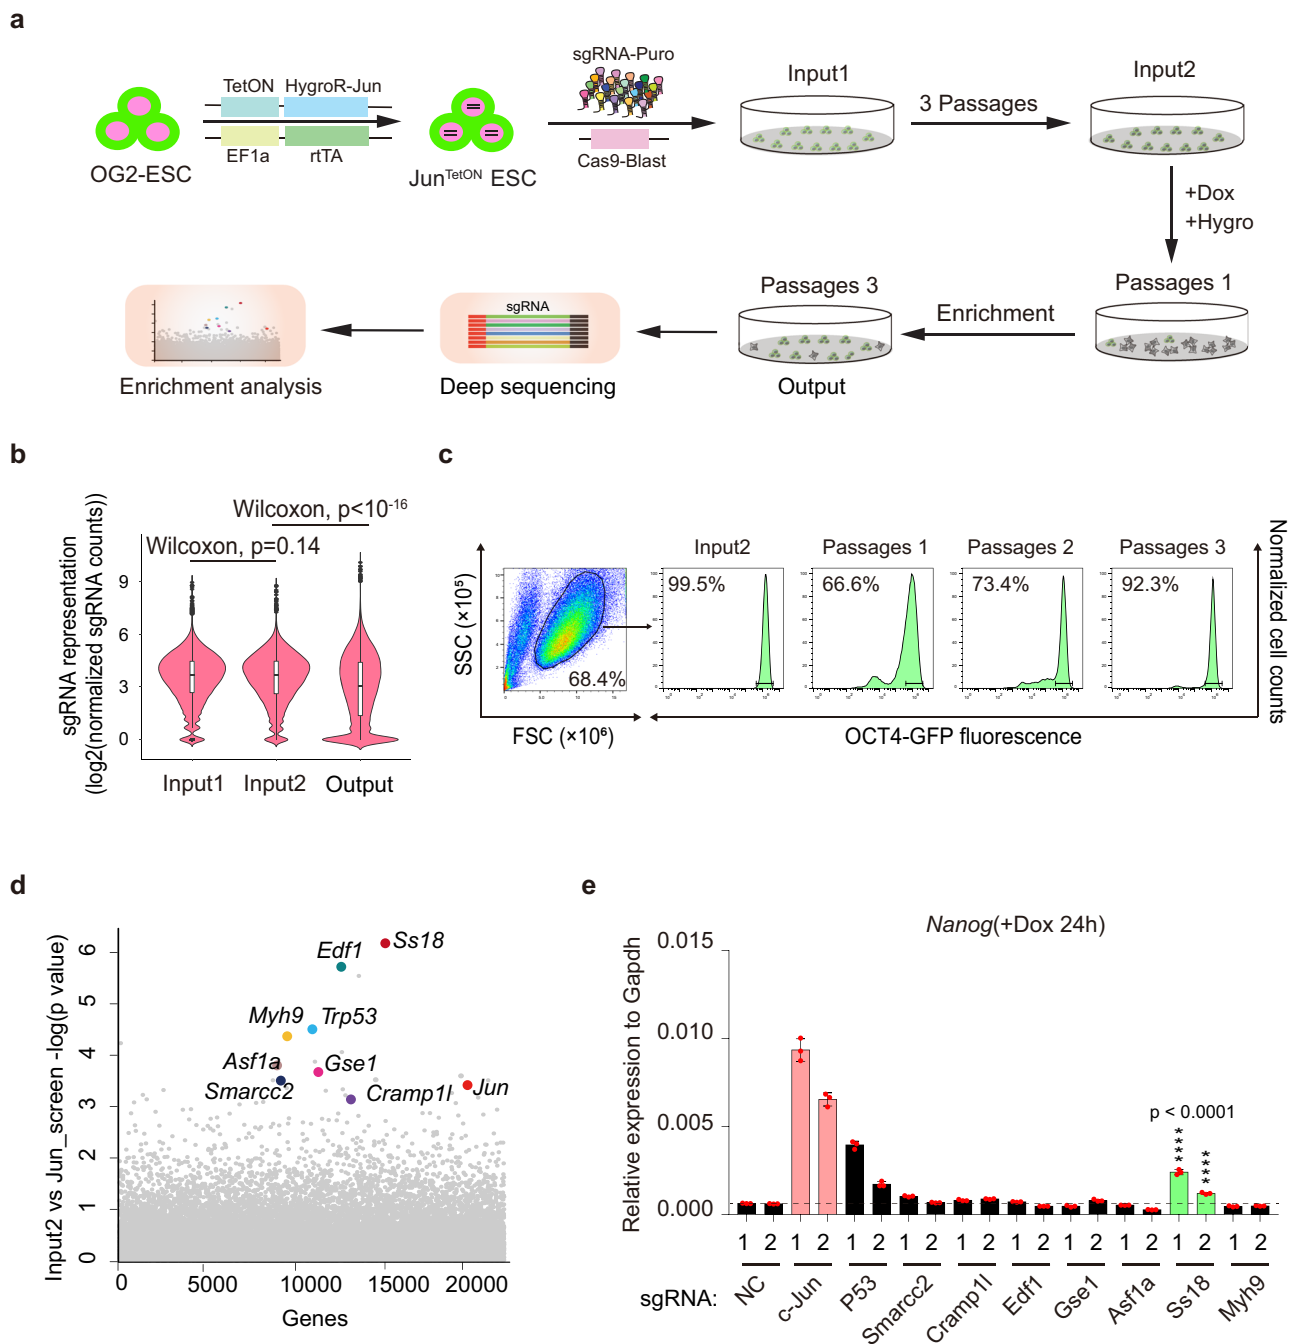 a
sgRNA-Puro
TetON HygroR-Jun
Input1
Input2
3 Passages
EF1a rtTA
Cas9-Blast
OG2-ESC
Jun^TetON ESC
+Dox
+Hygro
Passages 3
Passages 1
sgRNA
Enrichment
Enrichment analysis
Deep sequencing
Output
b
sgRNA representation
(log2(normalized sgRNA counts))
Wilcoxon, p<10^-16
Wilcoxon, p=0.14
9
6
3
0
Input1 Input2 Output
c
Input2 Passages 1 Passages 2 Passages 3
99.5% 66.6% 73.4% 92.3%
68.4%
SSC (×10⁵)
FSC (×10⁶)
OCT4-GFP fluorescence
Normalized cell counts
d
Input2 vs Jun_screen -log(p value)
6
5
4
3
2
1
0
Ss18
Edf1
Myh9 Trp53
Asf1a Gse1
Smarcc2 Cramp1l Jun
0 5000 10000 15000 20000
Genes
e
Nanog(+Dox 24h)
Relative expression to Gapdh
0.015
0.010
0.005
0.000
p < 0.0001
**** ****
1 2 1 2 1 2 1 2 1 2 1 2 1 2 1 2 1 2 1 2
sgRNA: NC c-Jun P53 Smarcc2 Cramp1l Edf1 Gse1 Asf1a Ss18 Myh9